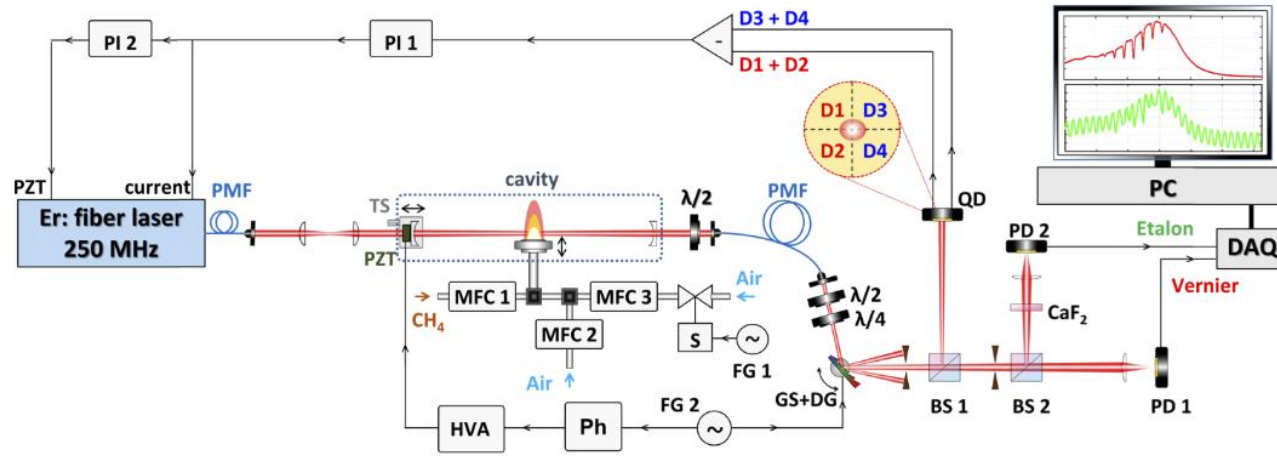 D3 + D4
PI 2
PI 1
-
D1 + D2
D1
D3
D2
D4
PZT
current
PMF
cavity
λ/2
PMF
QD
PC
Er: fiber laser
250 MHz
TS
PZT
PD 2
Etalon
DAQ
Vernier
MFC 1
MFC 3
Air
CH4
MFC 2
S
~
FG 1
Air
λ/2
λ/4
CaF2
GS+DG
BS 1
BS 2
PD 1
HVA
Ph
FG 2
~